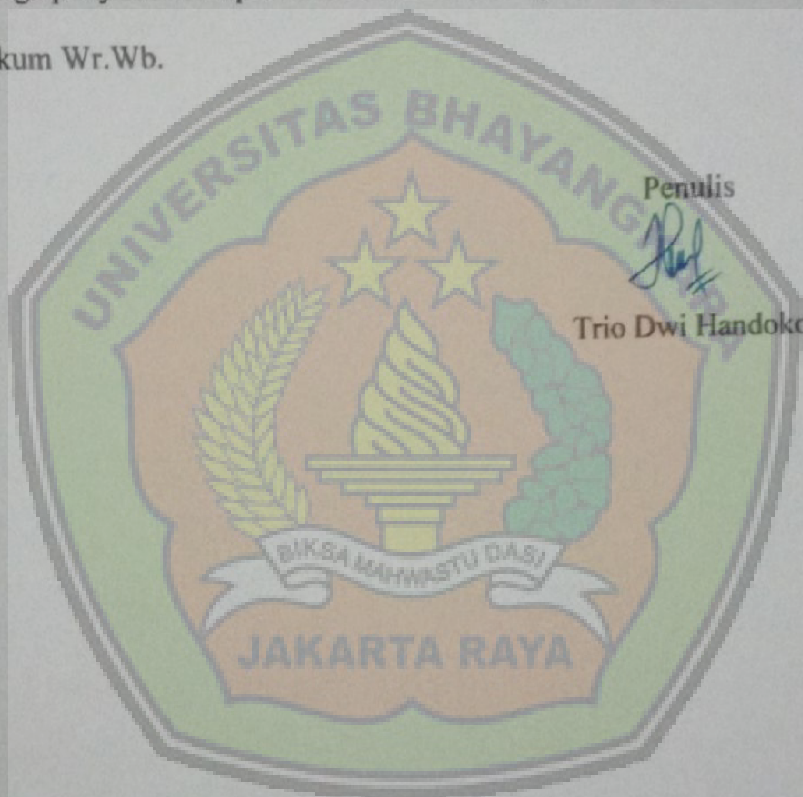 kum Wr.Wb.
UNIVERSITAS BHAYANGKARA
Penulis
Trio Dwi Handoko
BIKSA MAHWASTU DASI
JAKARTA RAYA